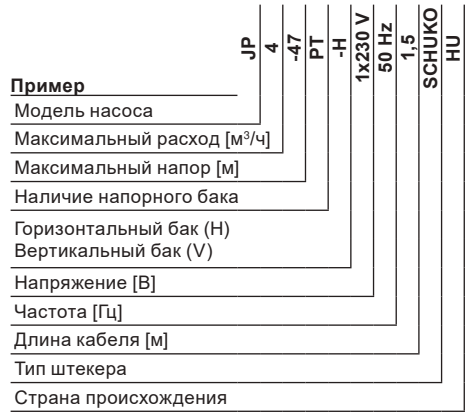 JP
4
-47
PT
-H
1x230 V
50 Hz
1,5
SCHUKO
HU
Пример
Модель насоса
Максимальный расход [м³/ч]
Максимальный напор [м]
Наличие напорного бака
Горизонтальный бак (H)
Вертикальный бак (V)
Напряжение [В]
Частота [Гц]
Длина кабеля [м]
Тип штекера
Страна происхождения